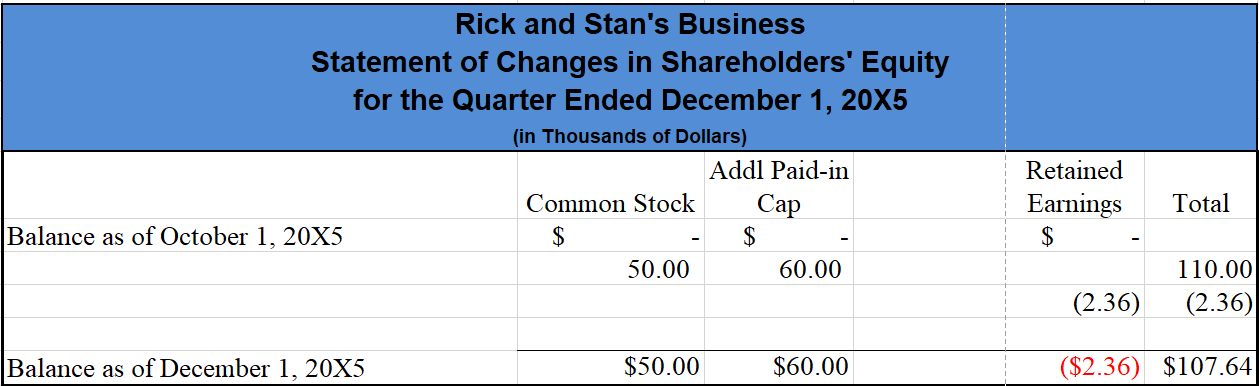 Rick and Stan's Business
Statement of Changes in Shareholders' Equity
for the Quarter Ended December 1, 20X5
(in Thousands of Dollars)
Addl Paid-in Retained
Common Stock Cap Earnings Total
Balance as of October 1, 20X5 $ - $ - $ -
50.00 60.00 110.00
(2.36) (2.36)
Balance as of December 1, 20X5 $50.00 $60.00 ($2.36) $107.64